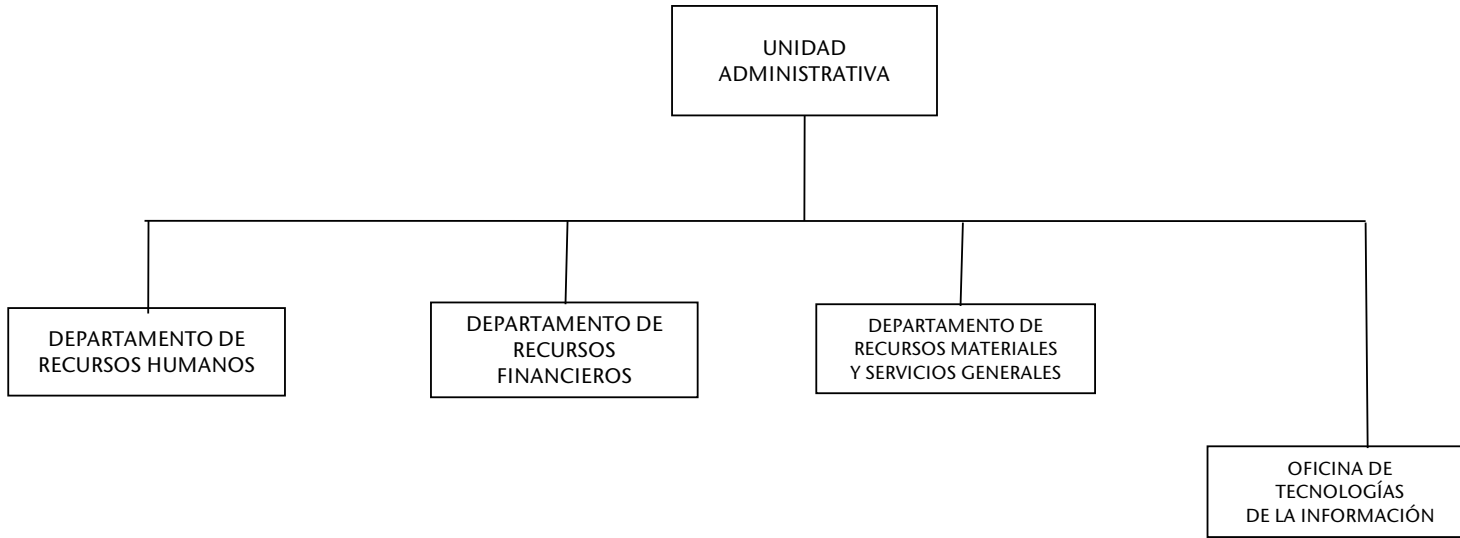 UNIDAD
ADMINISTRATIVA
DEPARTAMENTO DE
RECURSOS HUMANOS
DEPARTAMENTO DE
RECURSOS
FINANCIEROS
DEPARTAMENTO DE
RECURSOS MATERIALES
Y SERVICIOS GENERALES
OFICINA DE
TECNOLOGÍAS
DE LA INFORMACIÓN